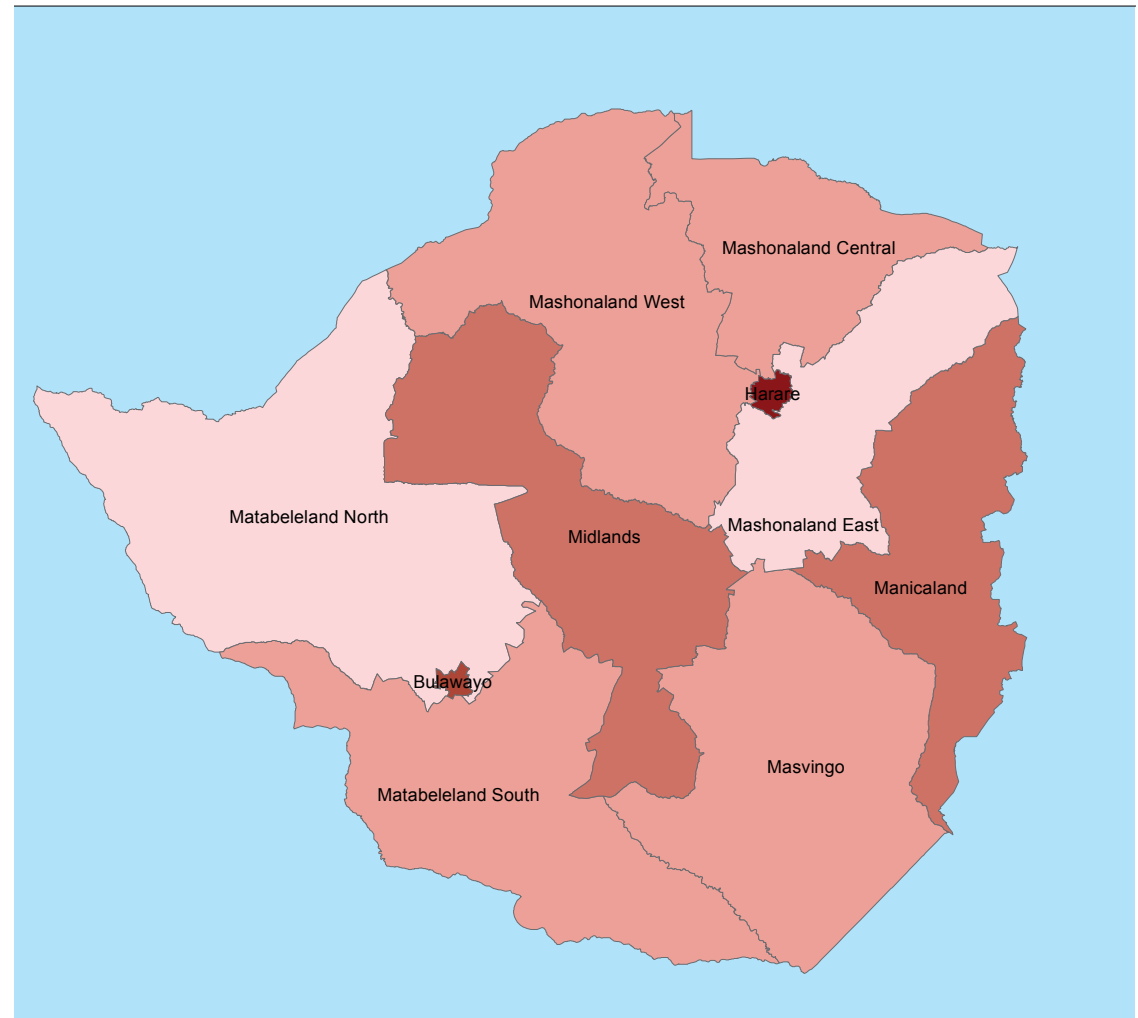 Mashonaland Central
Mashonaland West
Harare
Matabeleland North
Mashonaland East
Midlands
Manicaland
Bulawayo
Masvingo
Matabeleland South